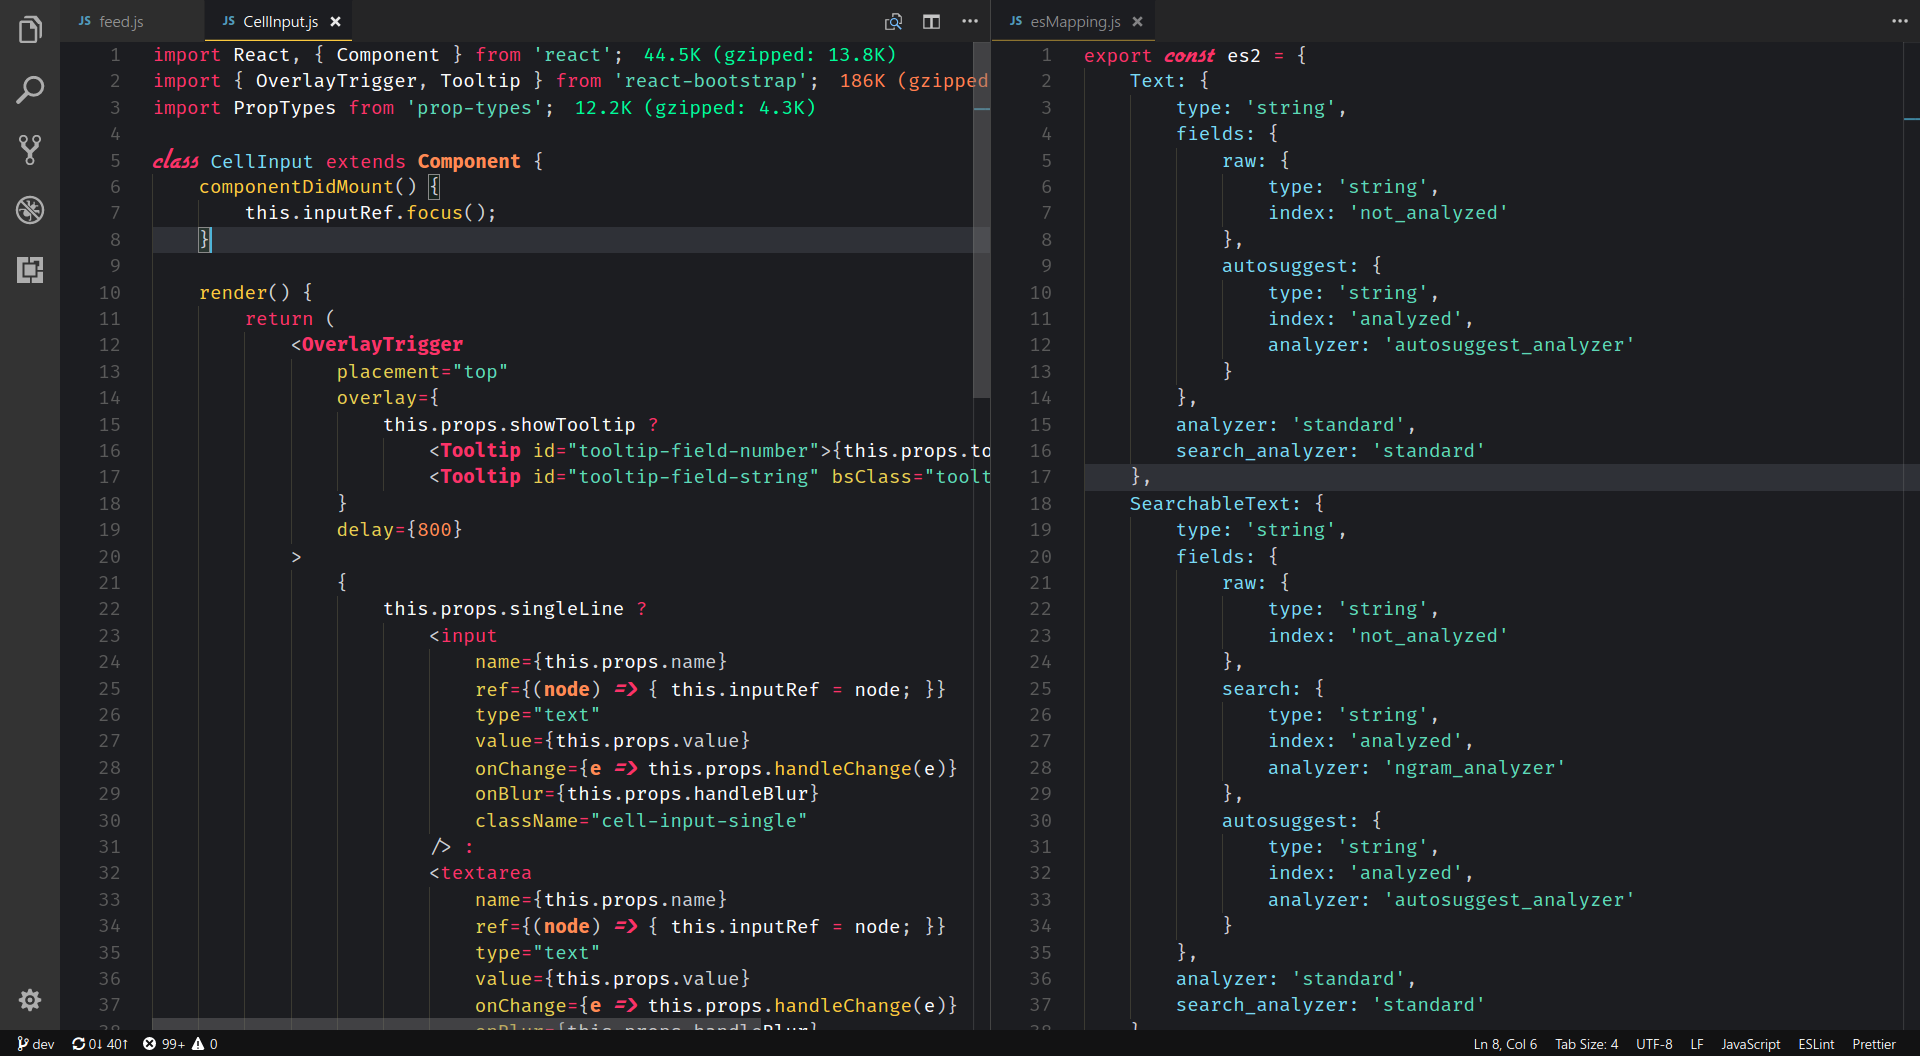 JS feed.js
JS CellInput.js ×
1 import React, { Component } from 'react'; 44.5K (gzipped: 13.8K)
2 import { OverlayTrigger, Tooltip } from 'react-bootstrap'; 186K (gzipped
3 import PropTypes from 'prop-types'; 12.2K (gzipped: 4.3K)
4
5 class CellInput extends Component {
6 componentDidMount() {
7 this.inputRef.focus();
8 }
9
10 render() {
11 return (
12 <OverlayTrigger
13 placement="top"
14 overlay={
15 this.props.showTooltip ?
16 <Tooltip id="tooltip-field-number">{this.props.to
17 <Tooltip id="tooltip-field-string" bsClass="toolt
18 }
19 delay={800}
20 >
21 {
22 this.props.singleLine ?
23 <input
24 name={this.props.name}
25 ref={(node) => { this.inputRef = node; }}
26 type="text"
27 value={this.props.value}
28 onChange={e => this.props.handleChange(e)}
29 onBlur={this.props.handleBlur}
30 className="cell-input-single"
31 /> :
32 <textarea
33 name={this.props.name}
34 ref={(node) => { this.inputRef = node; }}
35 type="text"
36 value={this.props.value}
37 onChange={e => this.props.handleChange(e)}
38 onBlur={this.props.handleBlur}
JS esMapping.js ×
1 export const es2 = {
2 Text: {
3 type: 'string',
4 fields: {
5 raw: {
6 type: 'string',
7 index: 'not_analyzed'
8 },
9 autosuggest: {
10 type: 'string',
11 index: 'analyzed',
12 analyzer: 'autosuggest_analyzer'
13 }
14 },
15 analyzer: 'standard',
16 search_analyzer: 'standard'
17 },
18 SearchableText: {
19 type: 'string',
20 fields: {
21 raw: {
22 type: 'string',
23 index: 'not_analyzed'
24 },
25 search: {
26 type: 'string',
27 index: 'analyzed',
28 analyzer: 'ngram_analyzer'
29 },
30 autosuggest: {
31 type: 'string',
32 index: 'analyzed',
33 analyzer: 'autosuggest_analyzer'
34 }
35 },
36 analyzer: 'standard',
37 search_analyzer: 'standard'
38 }
dev 0↓ 40↑ 99+ 0
Ln 8, Col 6 Tab Size: 4 UTF-8 LF JavaScript ESLint Prettier